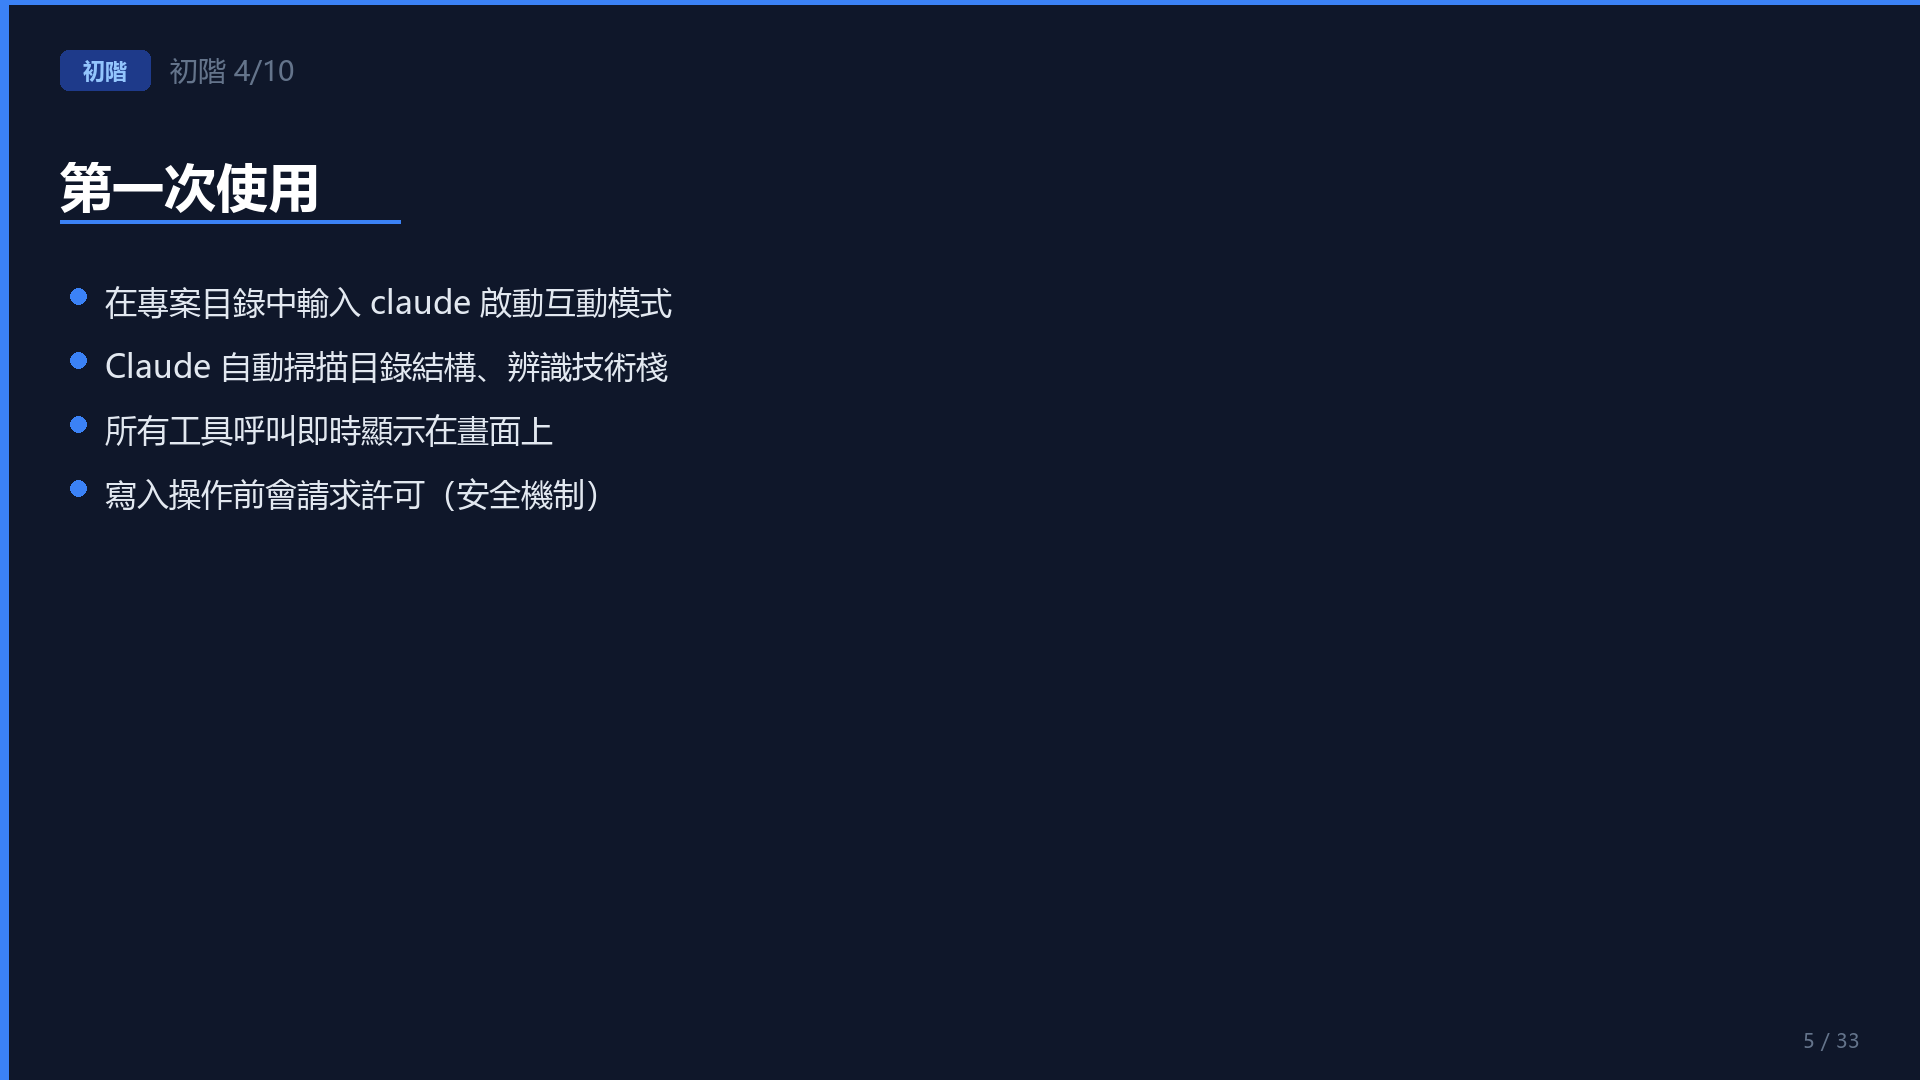 初階
初階 4/10
第一次使用
在專案目錄中輸入 claude 啟動互動模式
Claude 自動掃描目錄結構、辨識技術棧
所有工具呼叫即時顯示在畫面上
寫入操作前會請求許可（安全機制）
5 / 33